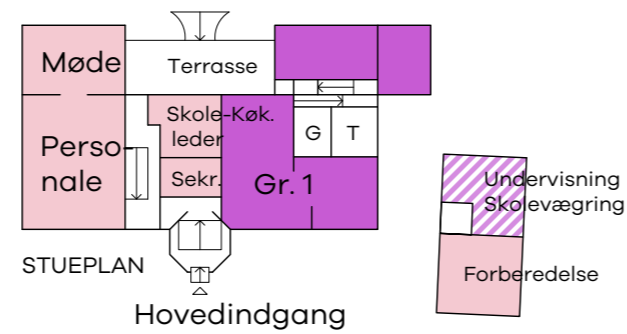 Møde
Terrasse
Skole-Køk.
leder
Perso-
nale
Sekr.
Gr. 1
G
T
Undervisning
Skolevægring
Forberedelse
STUEPLAN
Hovedindgang